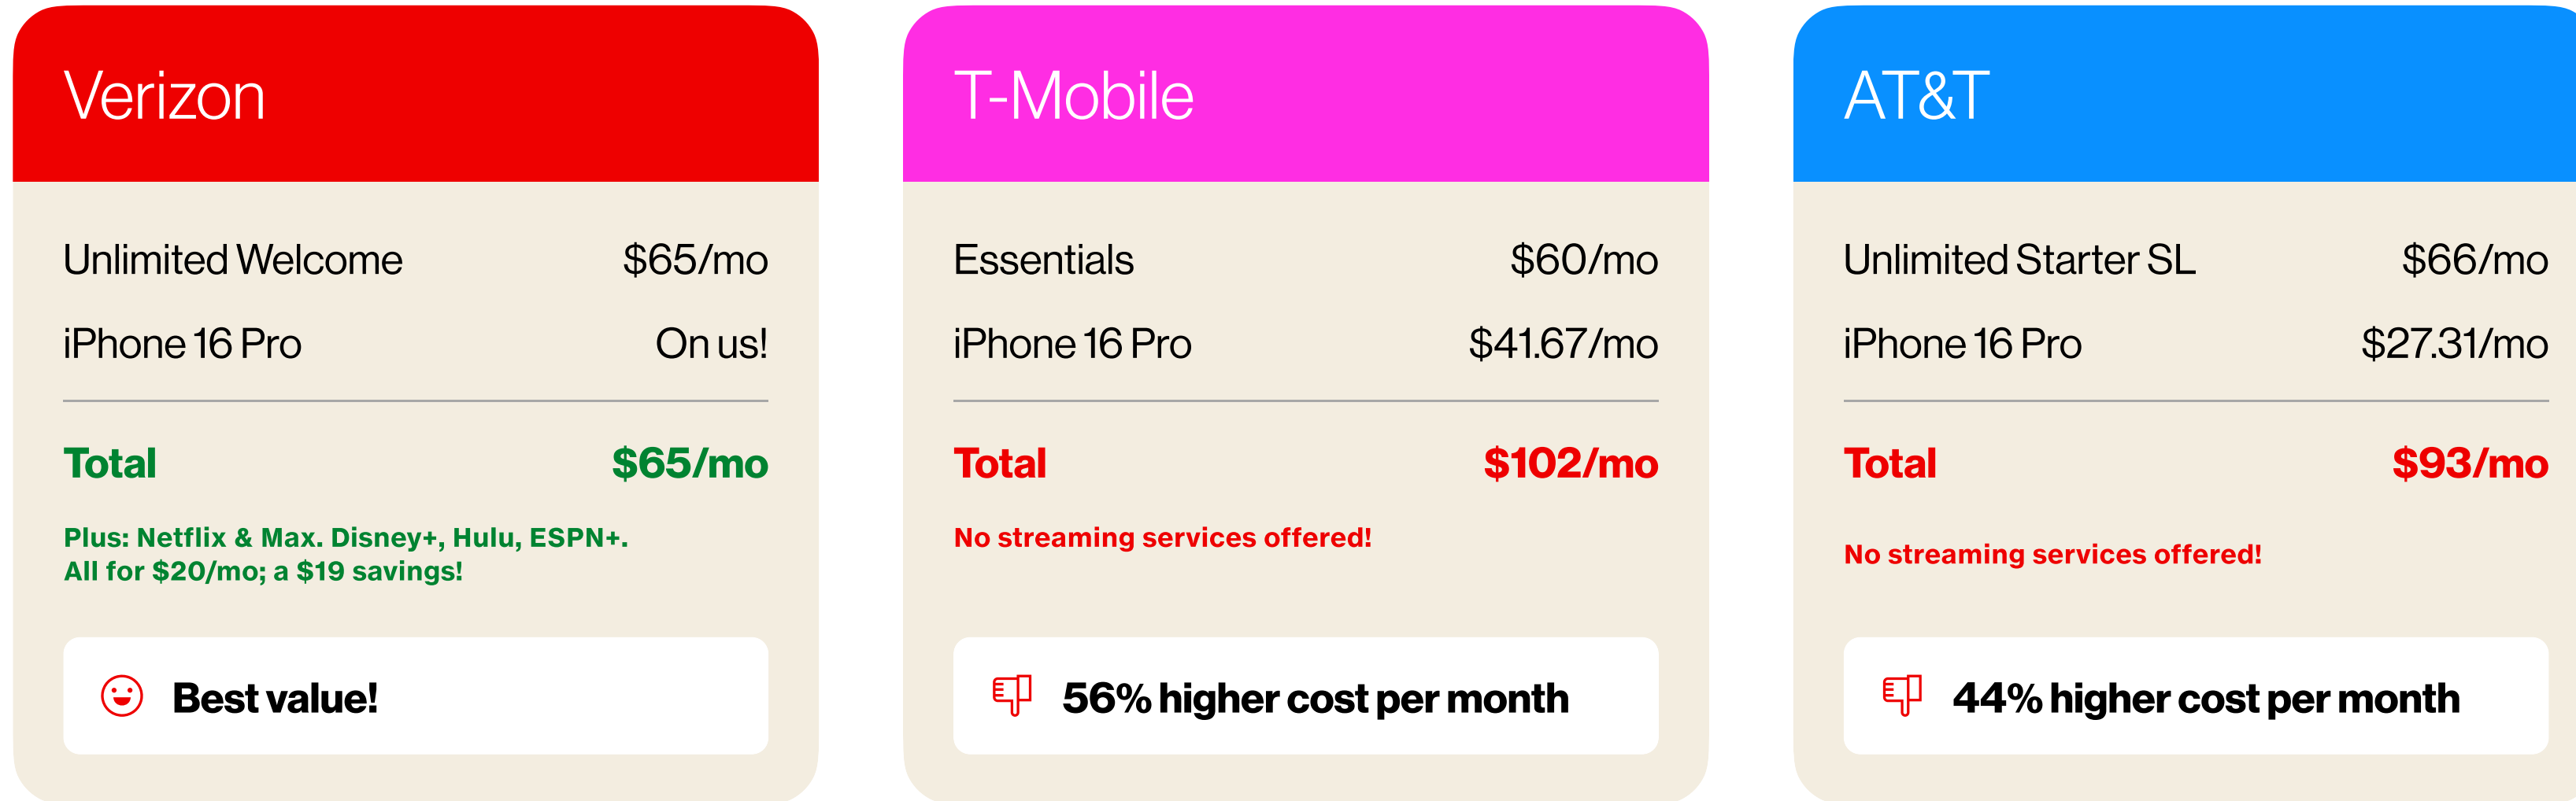 Verizon
Unlimited Welcome $65/mo
iPhone 16 Pro On us!
Total $65/mo
Plus: Netflix & Max. Disney+, Hulu, ESPN+.
All for $20/mo; a $19 savings!
Best value!
T-Mobile
Essentials $60/mo
iPhone 16 Pro $41.67/mo
Total $102/mo
No streaming services offered!
56% higher cost per month
AT&T
Unlimited Starter SL $66/mo
iPhone 16 Pro $27.31/mo
Total $93/mo
No streaming services offered!
44% higher cost per month